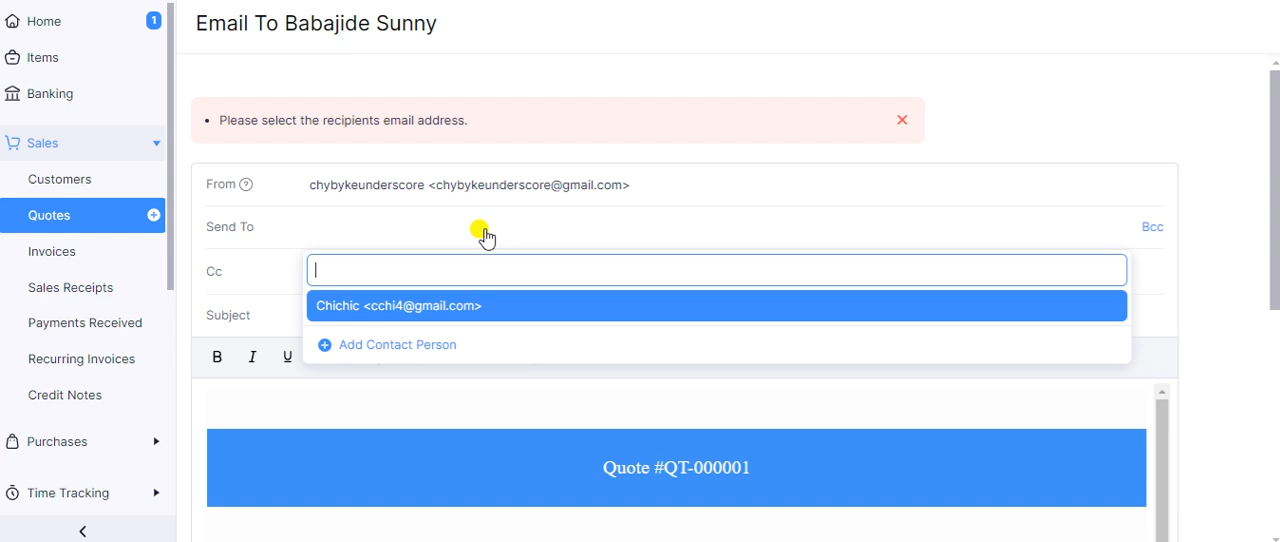 Home
1
Items
Banking
Sales
Customers
Quotes
Invoices
Sales Receipts
Payments Received
Recurring Invoices
Credit Notes
Purchases
Time Tracking
Email To Babajide Sunny
• Please select the recipients email address.
From
chybykeunderscore <chybykeunderscore@gmail.com>
Send To
Bcc
Cc
Chichic <cchi4@gmail.com>
Subject
Add Contact Person
B I U
Quote #QT-000001